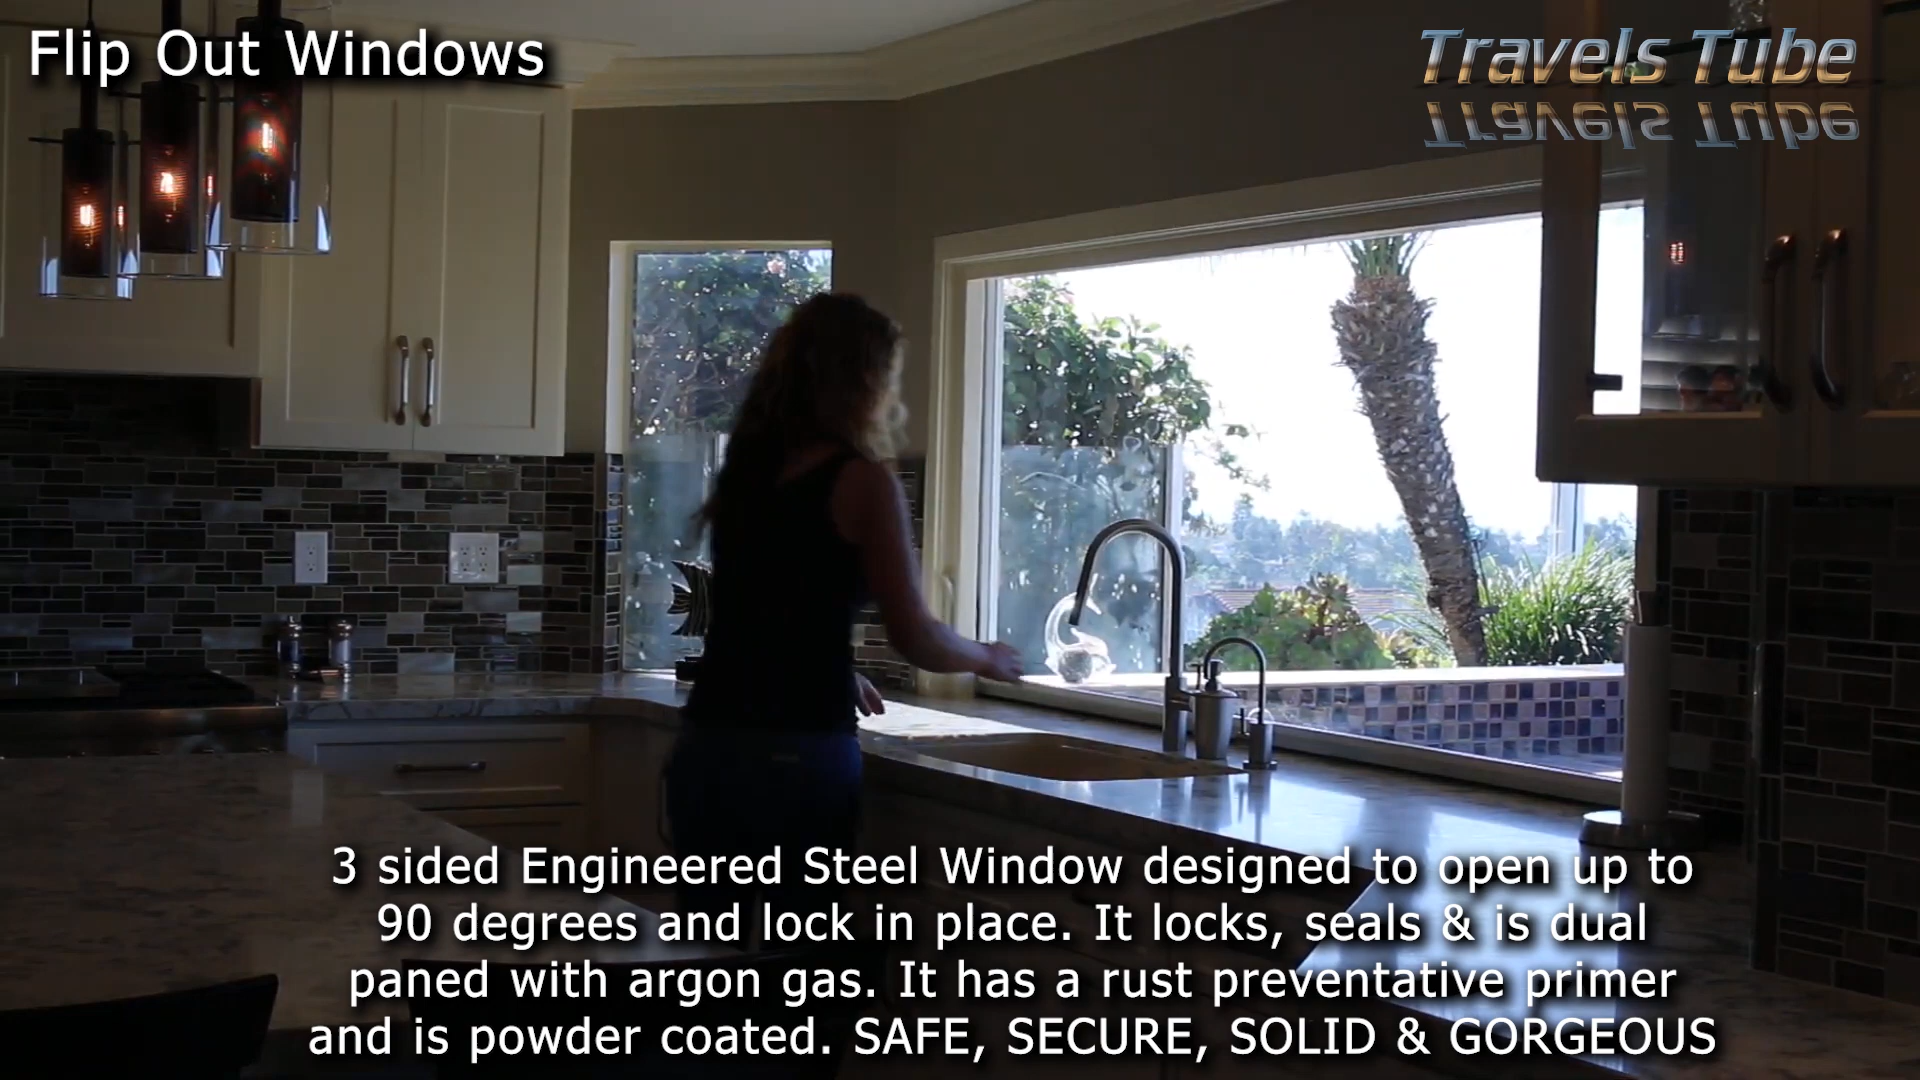 Flip Out Windows
Travels Tube
3 sided Engineered Steel Window designed to open up to
90 degrees and lock in place. It locks, seals & is dual
paned with argon gas. It has a rust preventative primer
and is powder coated. SAFE, SECURE, SOLID & GORGEOUS